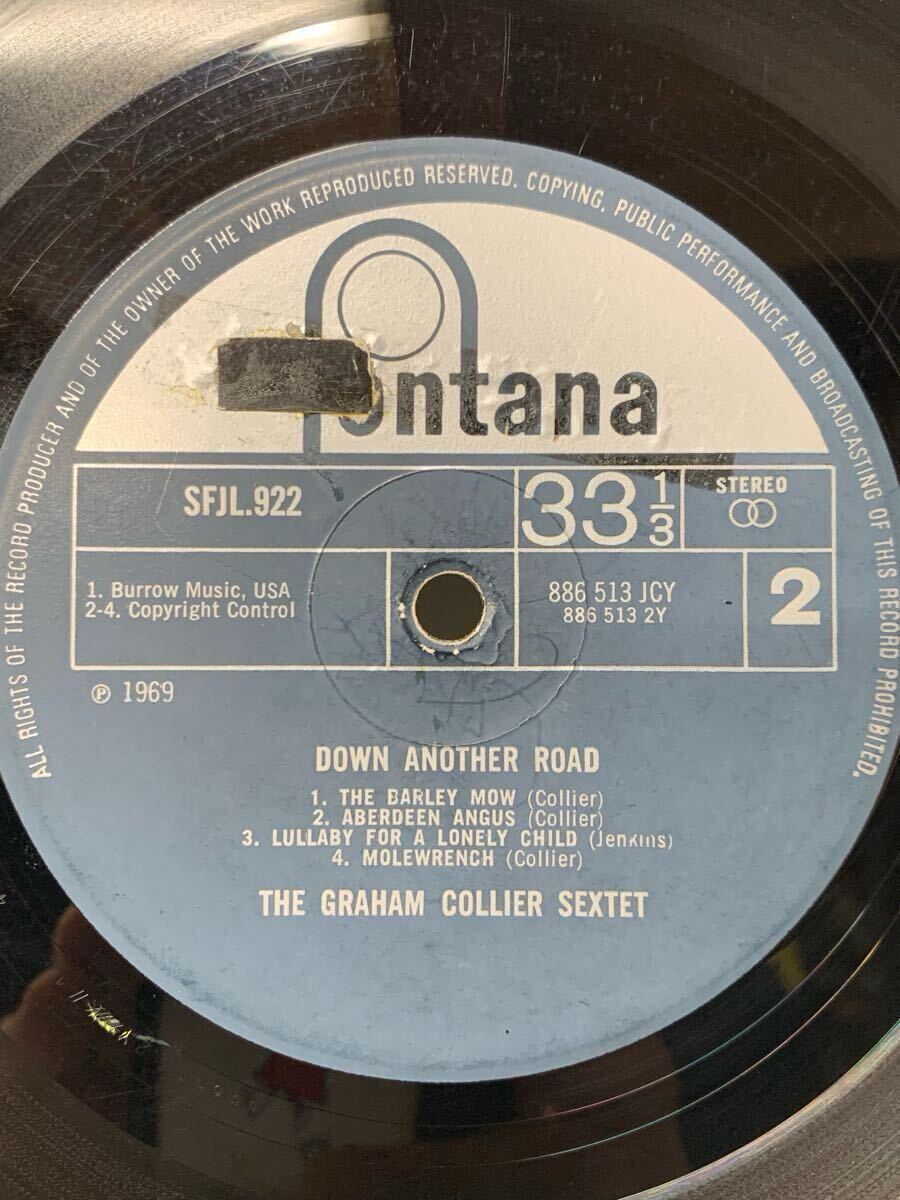 ALL RIGHTS OF THE RECORD PRODUCER AND OF THE OWNER OF THE WORK REPRODUCED RESERVED. COPYING, PUBLIC PERFORMANCE AND BROADCASTING OF THIS RECORD PROHIBITED.
fontana
SFJL.922
33 1/3
STEREO
1. Burrow Music, USA
2-4. Copyright Control
886 513 JCY
886 513 2Y
2
℗ 1969
DOWN ANOTHER ROAD
1. THE BARLEY MOW (Collier)
2. ABERDEEN ANGUS (Collier)
3. LULLABY FOR A LONELY CHILD (Jenkins)
4. MOLEWRENCH (Collier)
THE GRAHAM COLLIER SEXTET